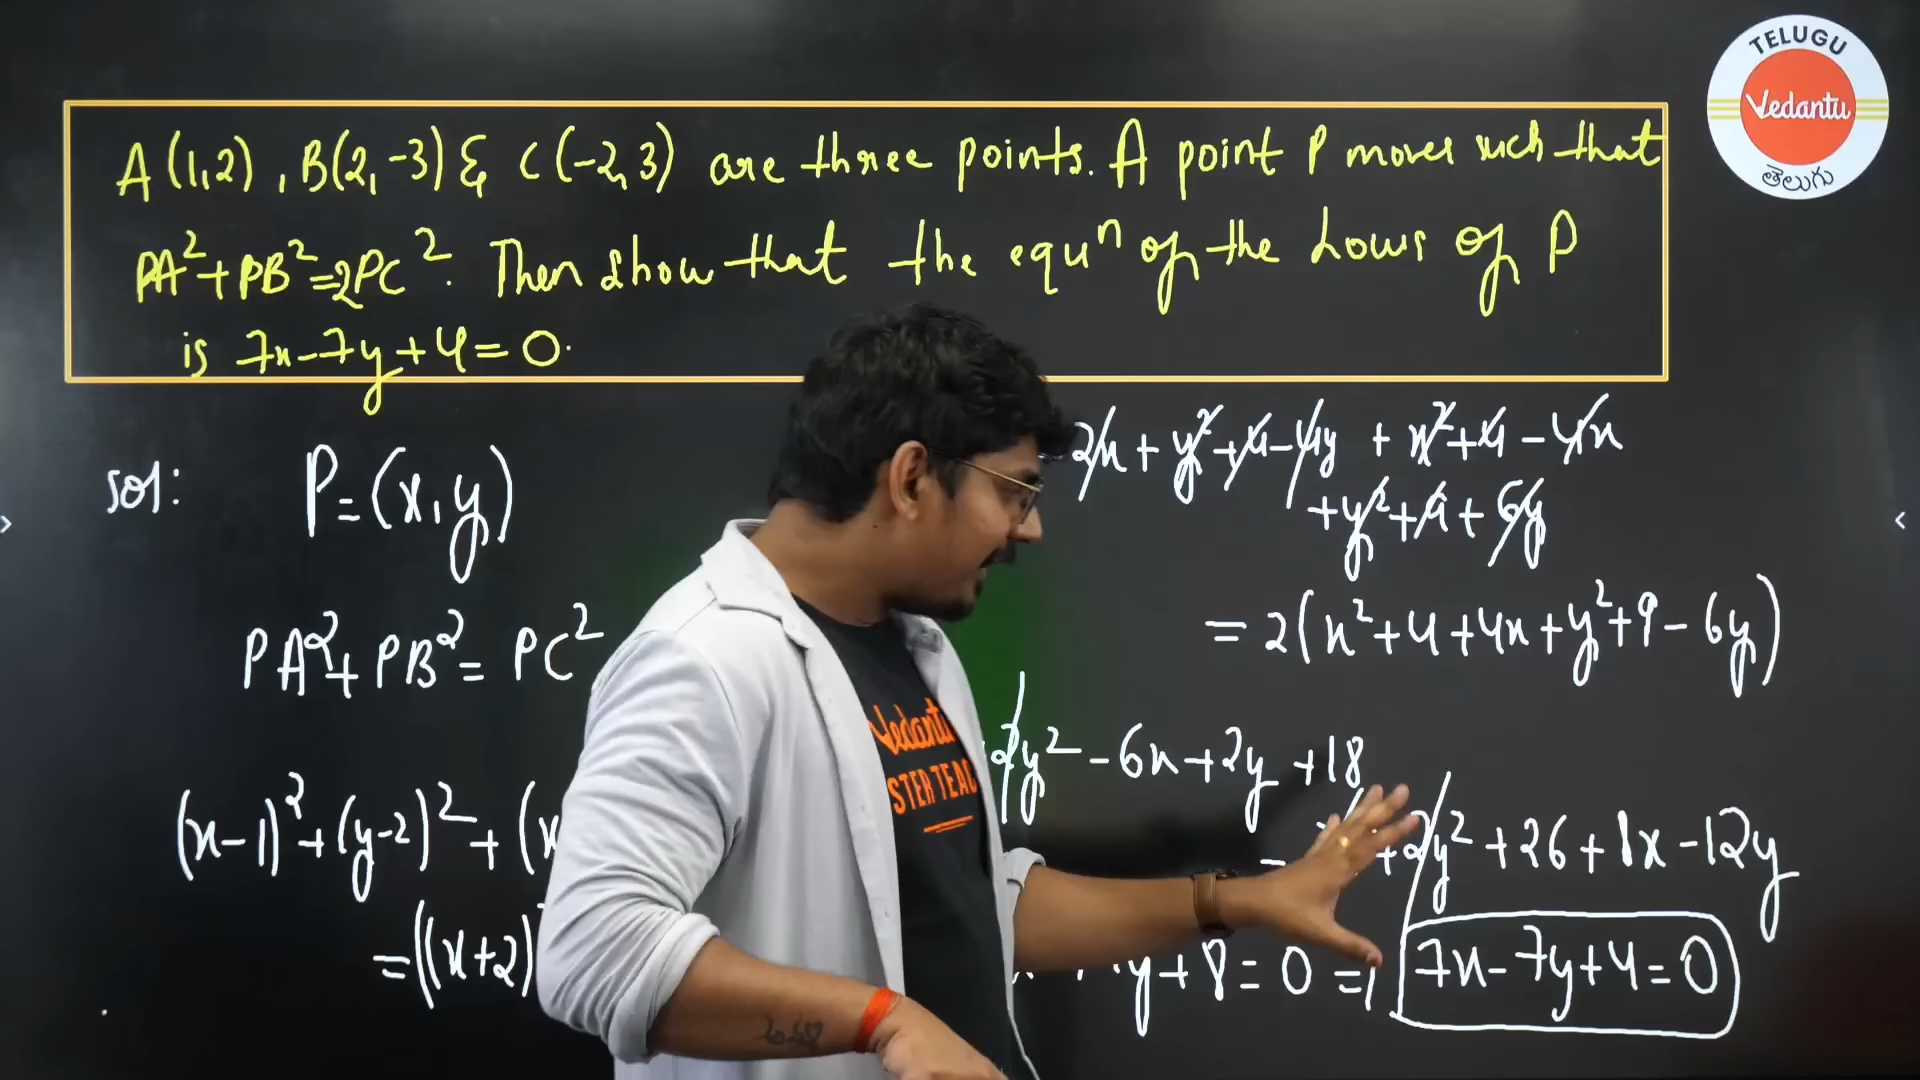 TELUGU
Vedantu
తెలుగు
A (1,2) , B(2,-3) & C (-2,3) are three points. A point P moves such that
PA²+PB²=2PC². Then show that the equⁿ of the Locus of P
is 7x-7y+4=0.
Sol: P=(x,y)
PA²+PB²= PC²
(x-1)²+(y-2)²+(x
=((x+2)
2x+y²+4-4y+x²+4-4x
+y²+9+6y
=2(x²+4+4x+y²+9-6y)
2y²-6x+2y+18
+2y²+26+8x-12y
y+8=0 ⇒ 7x-7y+4=0
Vedantu
STER TEAC